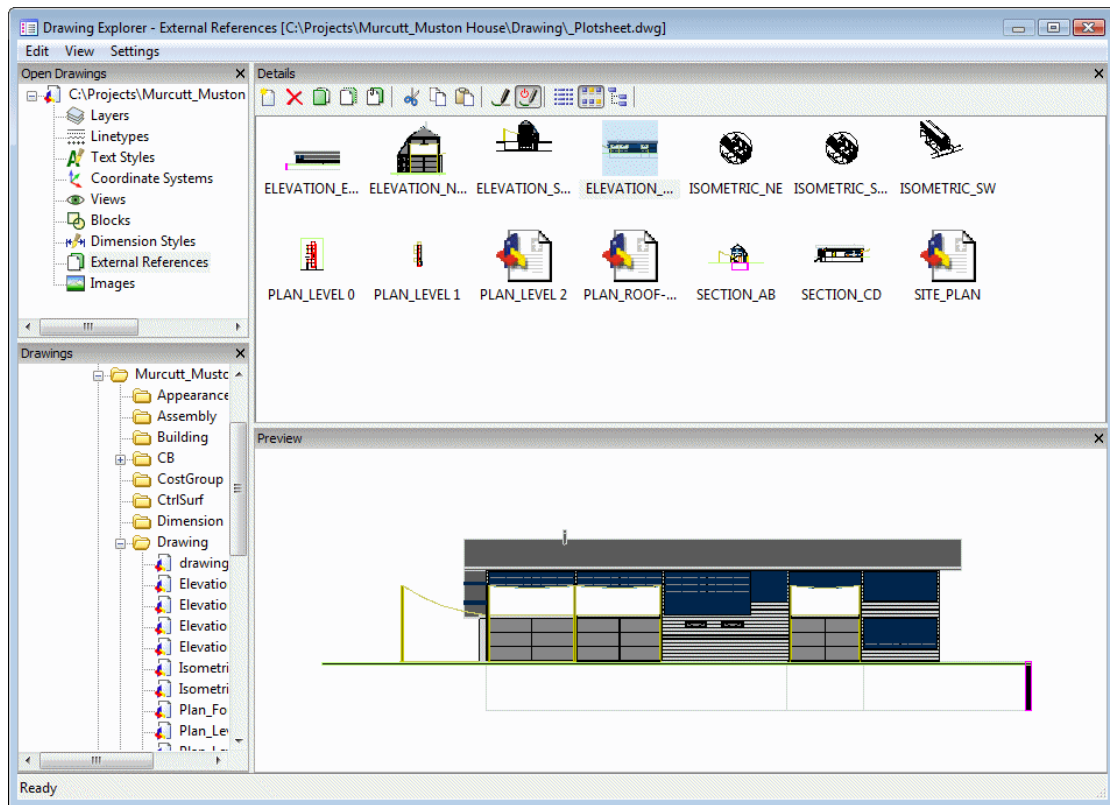 Drawing Explorer - External References [C:\Projects\Murcutt_Muston House\Drawing\_Plotsheet.dwg]
Edit View Settings
Open Drawings
C:\Projects\Murcutt_Muston
Layers
Linetypes
Text Styles
Coordinate Systems
Views
Blocks
Dimension Styles
External References
Images
Details
ELEVATION_E... ELEVATION_N... ELEVATION_S... ELEVATION_... ISOMETRIC_NE ISOMETRIC_S... ISOMETRIC_SW
PLAN_LEVEL 0 PLAN_LEVEL 1 PLAN_LEVEL 2 PLAN_ROOF-... SECTION_AB SECTION_CD SITE_PLAN
Drawings
Murcutt_Mustc
Appearance
Assembly
Building
CB
CostGroup
CtrlSurf
Dimension
Drawing
drawing
Elevatio
Elevatio
Elevatio
Elevatio
Isometri
Isometri
Plan_Fo
Plan_Lev
Preview
Ready